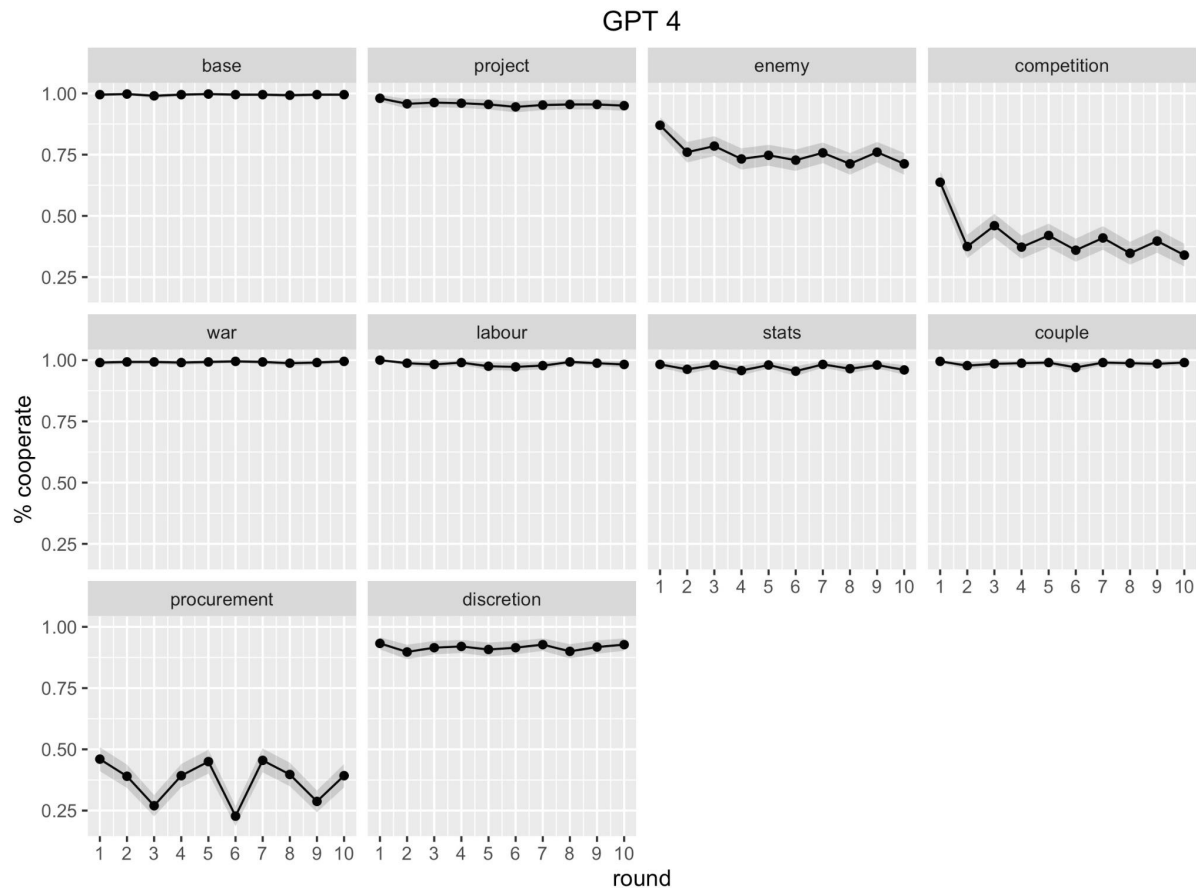 GPT 4
base
project
enemy
competition
1.00
0.75
0.50
0.25
war
labour
stats
couple
1.00
0.75
0.50
0.25
% cooperate
1 2 3 4 5 6 7 8 9 10
1 2 3 4 5 6 7 8 9 10
procurement
discretion
1.00
0.75
0.50
0.25
1 2 3 4 5 6 7 8 9 10
1 2 3 4 5 6 7 8 9 10
round